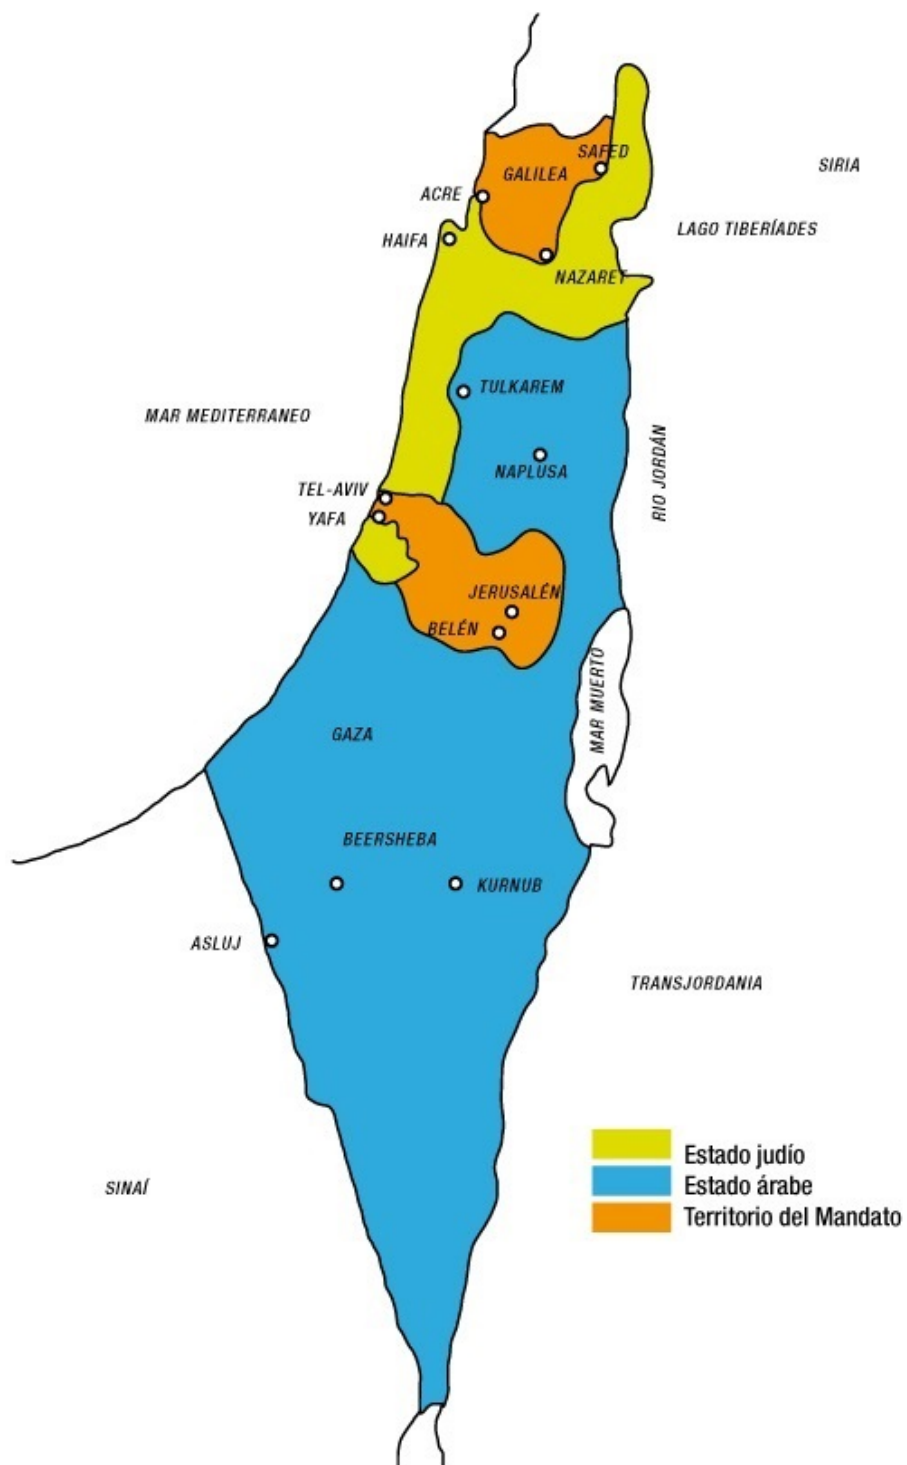 SAFED
SIRIA
GALILEA
ACRE
LAGO TIBERÍADES
HAIFA
NAZARET
TULKAREM
MAR MEDITERRANEO
RIO JORDÁN
NAPLUSA
TEL-AVIV
YAFA
JERUSALÉN
BELÉN
MAR MUERTO
GAZA
BEERSHEBA
KURNUB
ASLUJ
TRANSJORDANIA
SINAÍ
Estado judío
Estado árabe
Territorio del Mandato